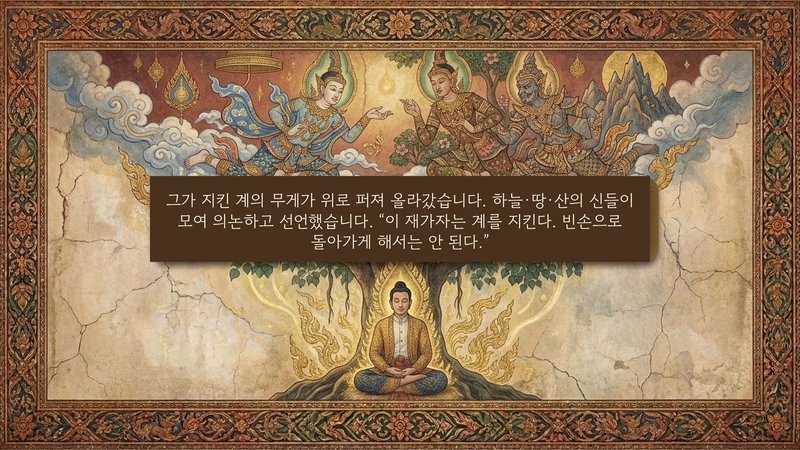 그가 지킨 계의 무게가 위로 퍼져 올라갔습니다. 하늘·땅·산의 신들이
모여 의논하고 선언했습니다. “이 재가자는 계를 지킨다. 빈손으로
돌아가게 해서는 안 된다.”